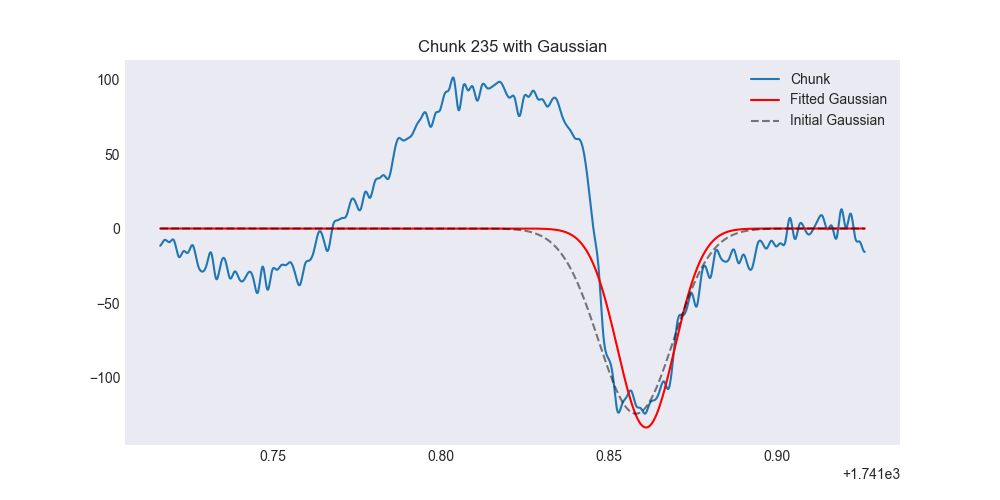 Chunk 235 with Gaussian
100
50
0
−50
−100
Chunk
Fitted Gaussian
Initial Gaussian
0.75
0.80
0.85
0.90
+1.741e3